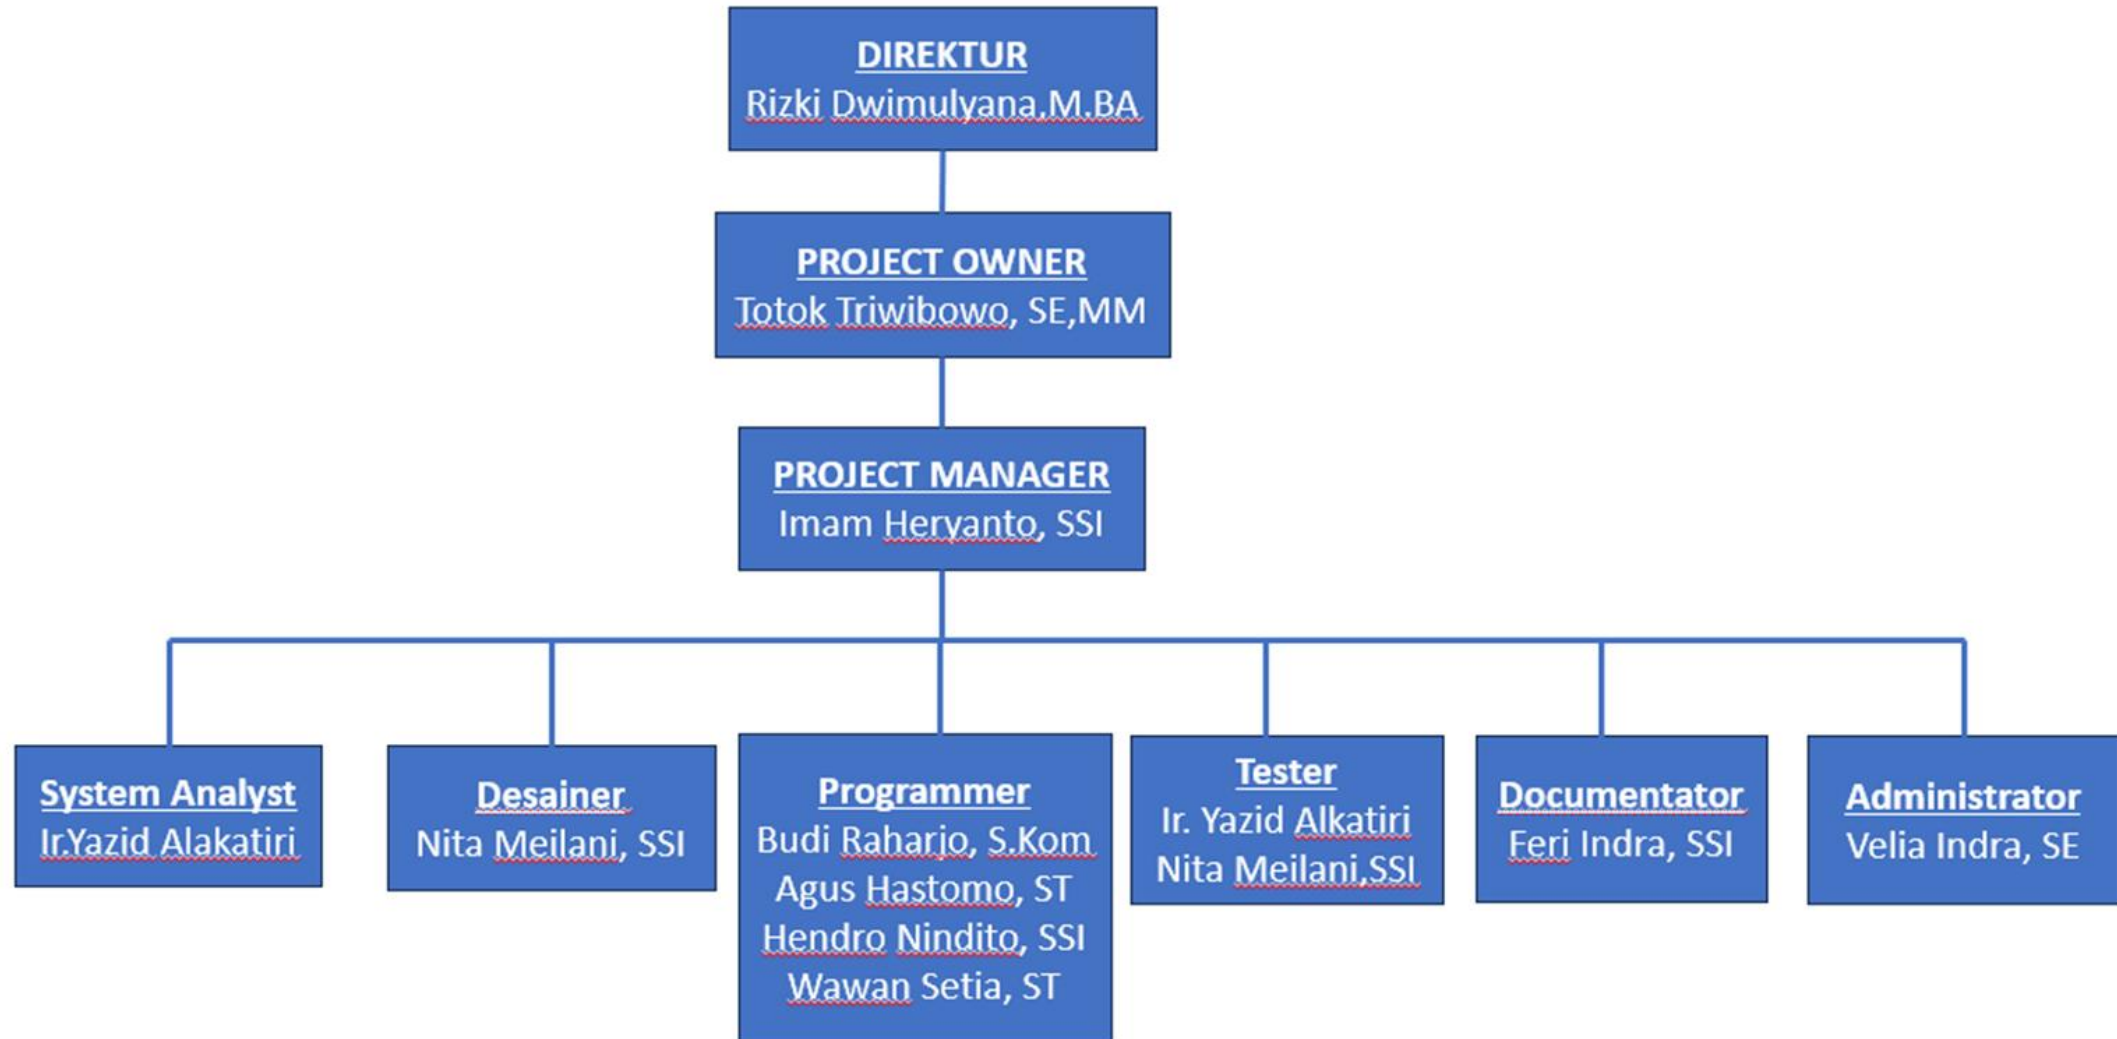 DIREKTUR
Rizki Dwimulyana,M.BA
PROJECT OWNER
Totok Triwibowo, SE,MM
PROJECT MANAGER
Imam Heryanto, SSI
System Analyst
Ir.Yazid Alakatiri
Desainer
Nita Meilani, SSI
Programmer
Budi Raharjo, S.Kom
Agus Hastomo, ST
Hendro Nindito, SSI
Wawan Setia, ST
Tester
Ir. Yazid Alkatiri
Nita Meilani,SSI
Documentator
Feri Indra, SSI
Administrator
Velia Indra, SE